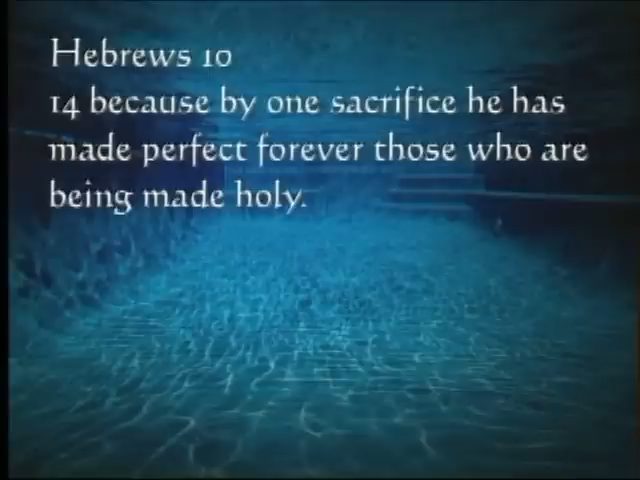 Hebrews 10
14 because by one sacrifice he has
made perfect forever those who are
being made holy.